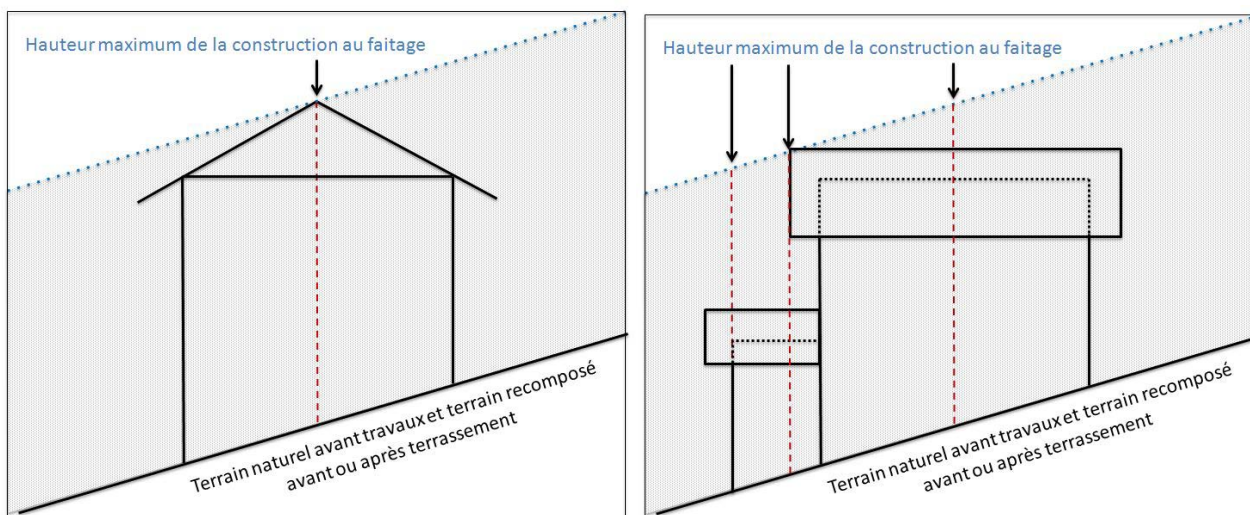 Hauteur maximum de la construction au faitage
Terrain naturel avant travaux et terrain recomposé
avant ou après terrassement
Hauteur maximum de la construction au faitage
Terrain naturel avant travaux et terrain recomposé
avant ou après terrassement